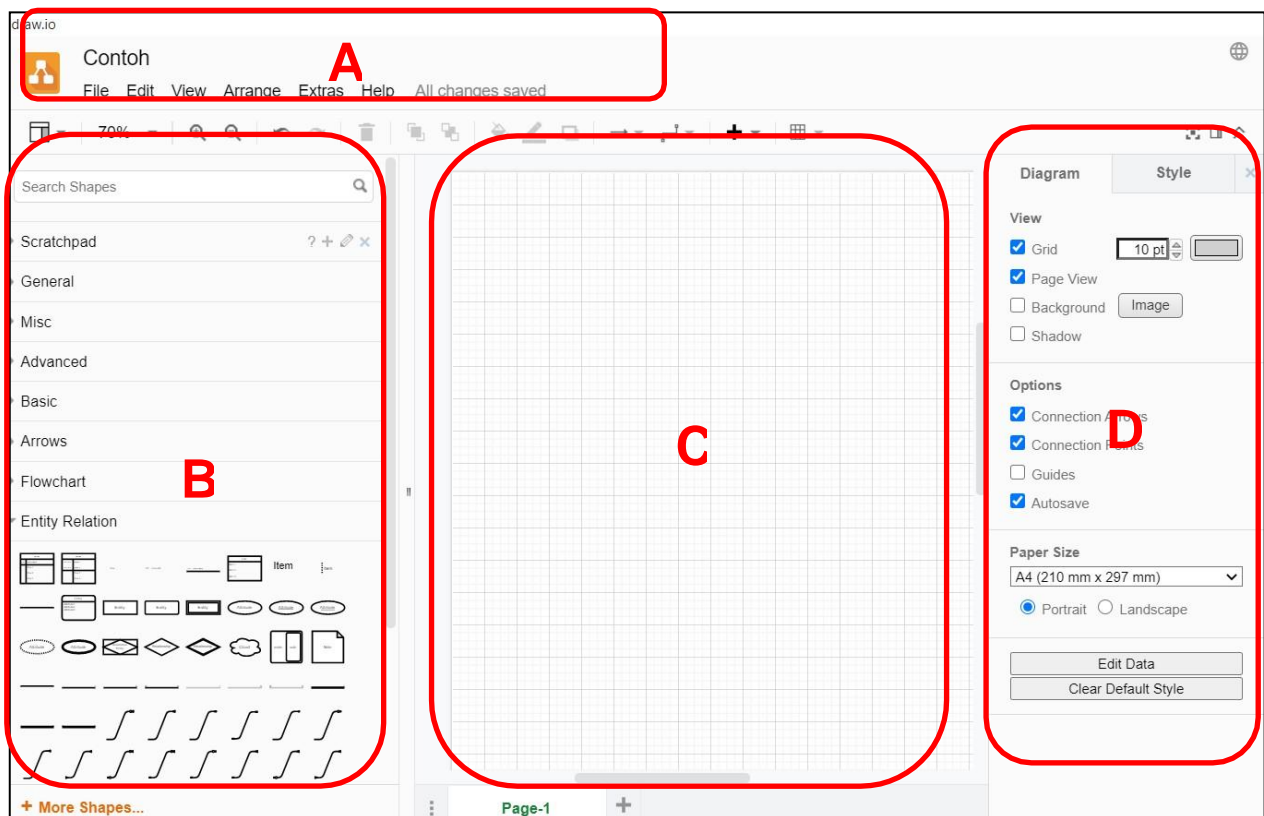 draw.io
Contoh
A
File Edit View Arrange Extras Help All changes saved
70%
Search Shapes
Scratchpad ?
General
Misc
Advanced
Basic
Arrows
Flowchart
B
Entity Relation
Item
+ More Shapes...
C
Page-1
Diagram Style
View
Grid 10 pt
Page View
Background Image
Shadow
Options
Connection Arrows
D
Connection Points
Guides
Autosave
Paper Size
A4 (210 mm x 297 mm)
Portrait Landscape
Edit Data
Clear Default Style